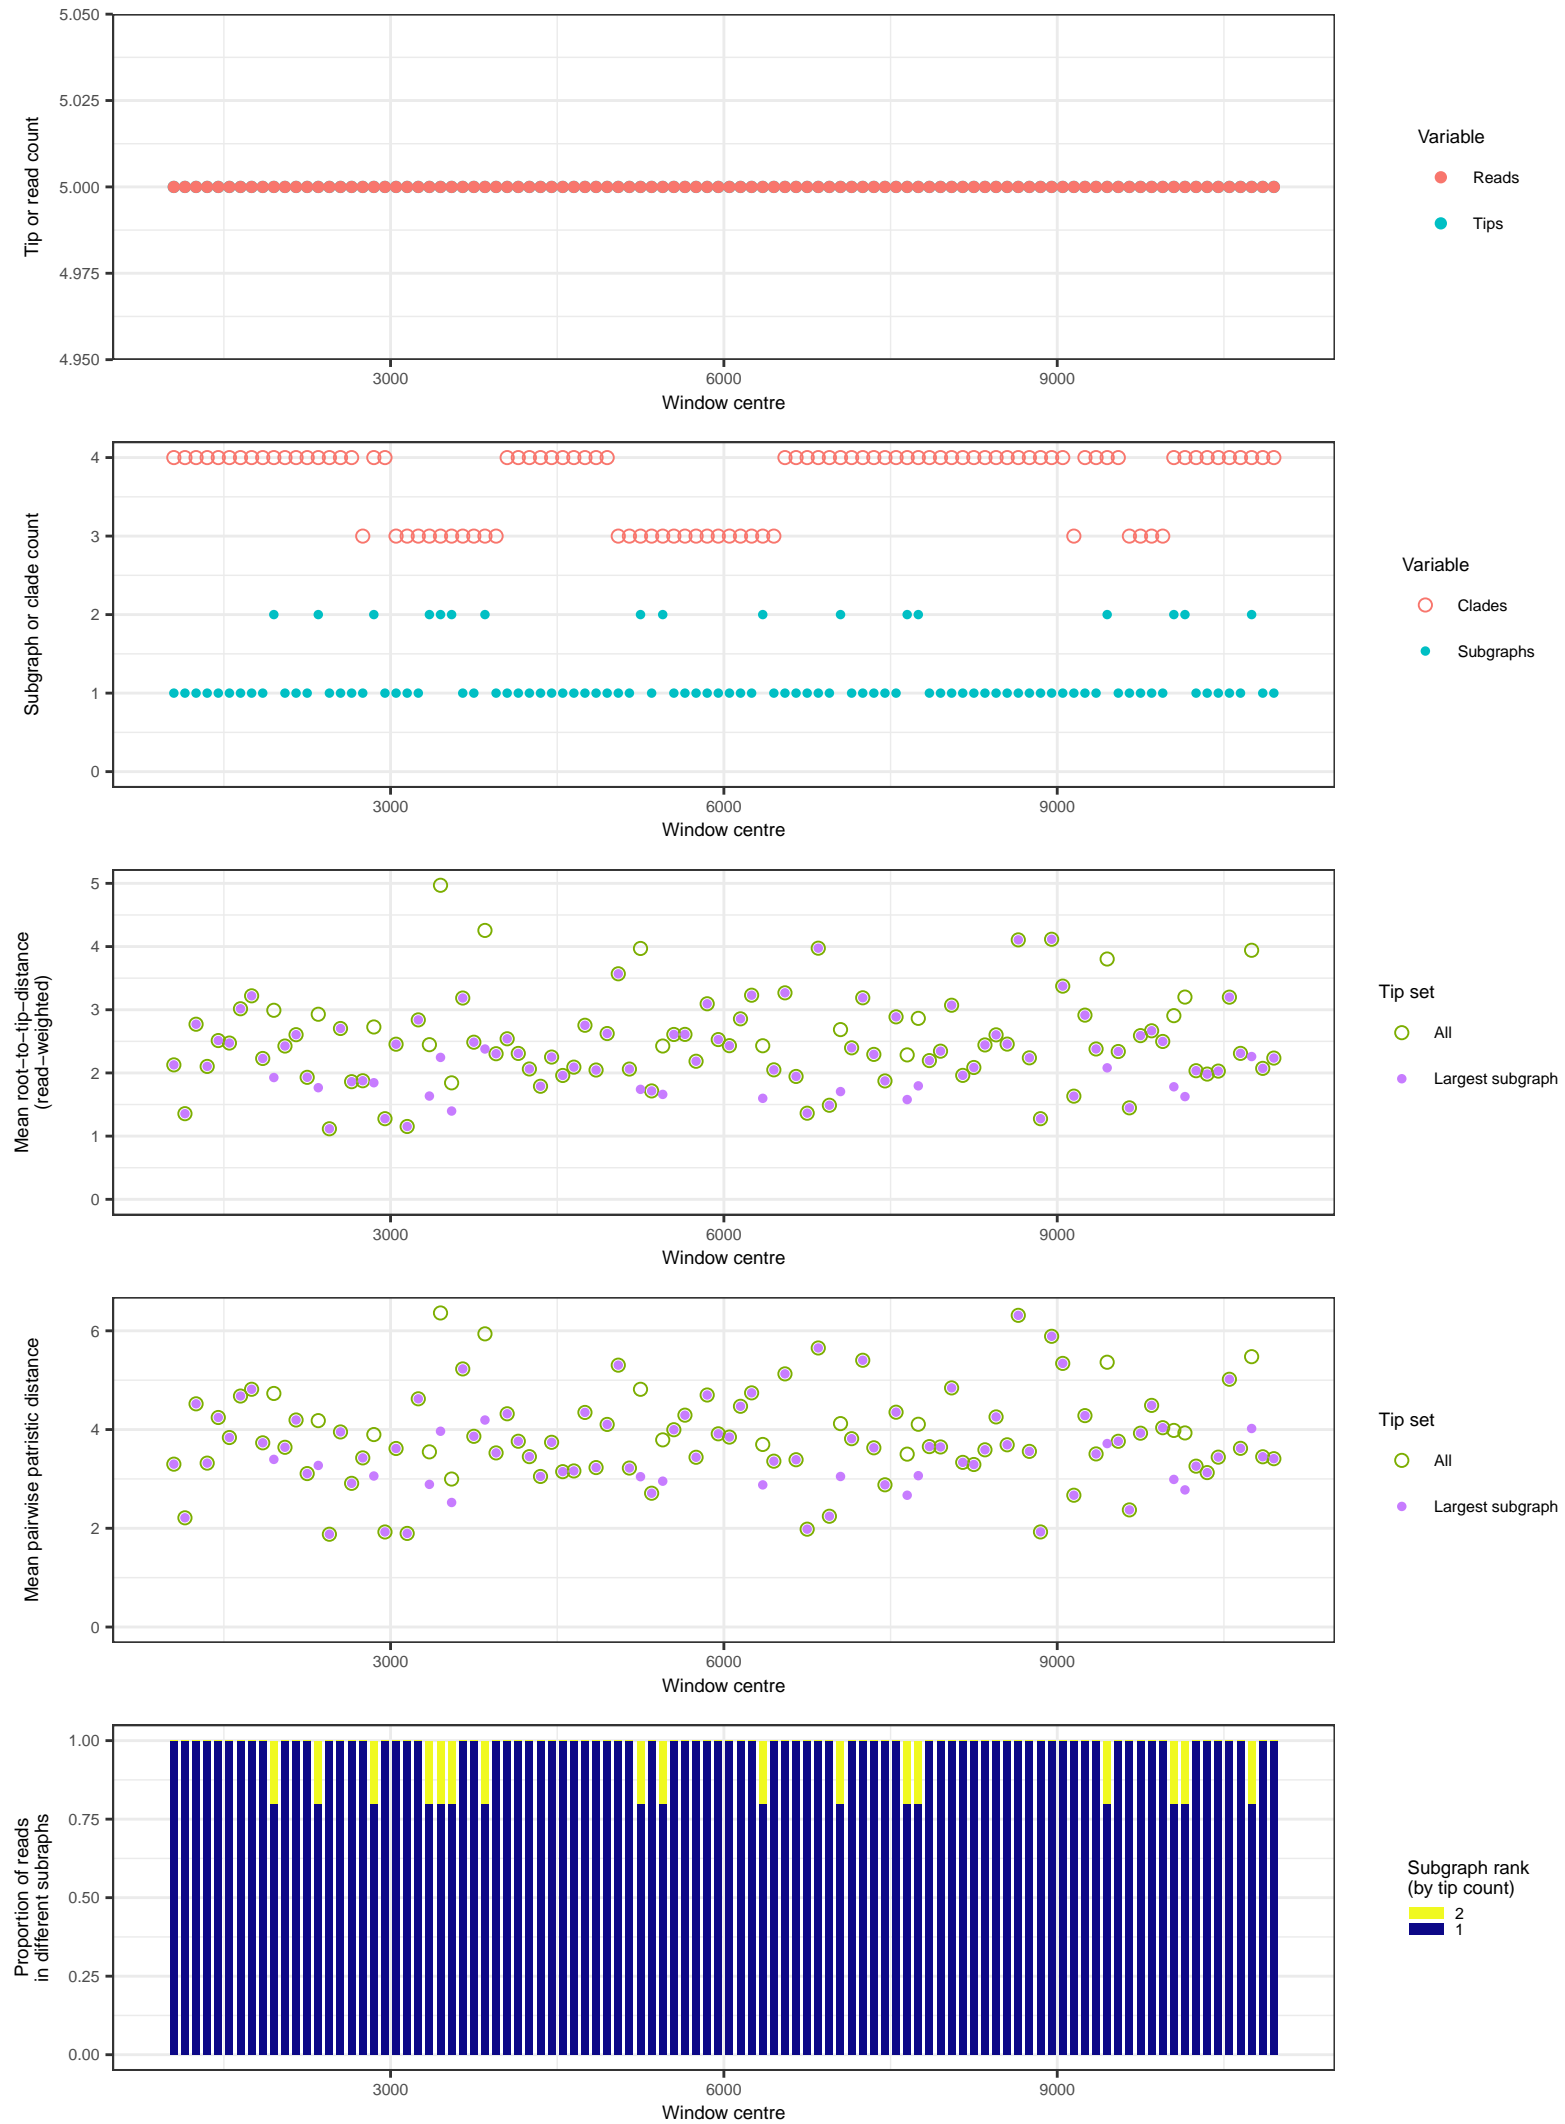 5.050
5.025
5.000
4.975
4.950
Tip or read count
3000
6000
9000
Window centre
Variable
Reads
Tips
4
3
2
1
0
Subgraph or clade count
3000
6000
9000
Window centre
Variable
Clades
Subgraphs
5
4
3
2
1
0
Mean root−to−tip−distance
(read−weighted)
3000
6000
9000
Window centre
Tip set
All
Largest subgraph
6
4
2
0
Mean pairwise patristic distance
3000
6000
9000
Window centre
Tip set
All
Largest subgraph
1.00
0.75
0.50
0.25
0.00
Proportion of reads
in different subraphs
3000
6000
9000
Window centre
Subgraph rank
(by tip count)
2
1